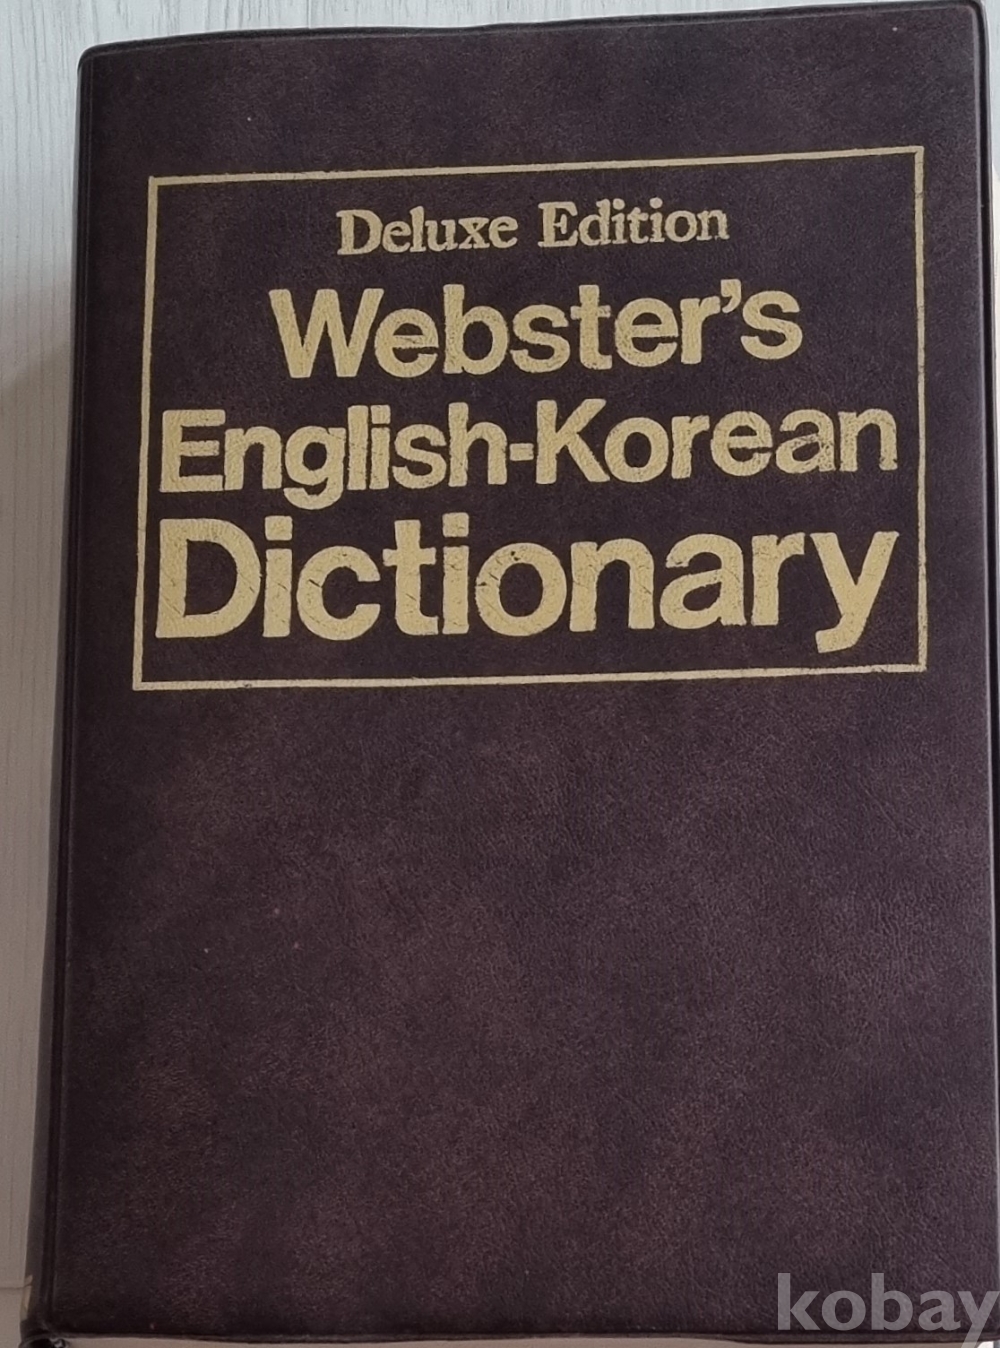 Deluxe Edition
Webster's
English-Korean
Dictionary
kobay